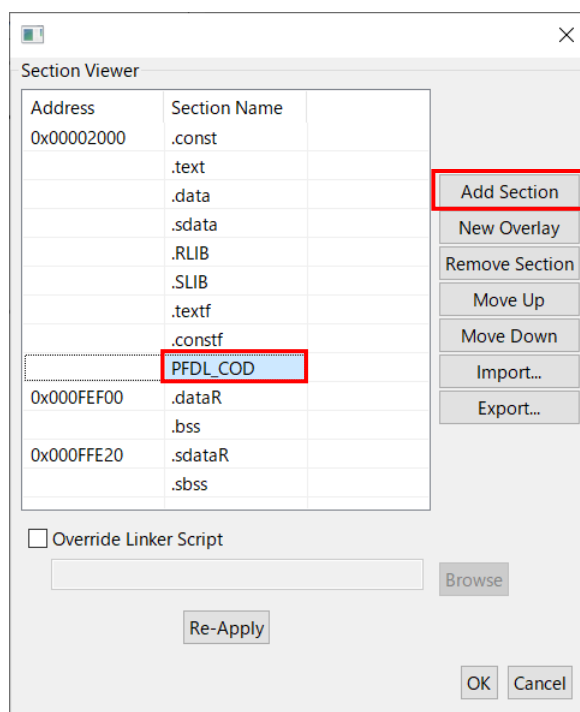 Section Viewer
Address Section Name
0x00002000 .const
.text
.data
.sdata
.RLIB
.SLIB
.textf
.constf
PFDL_COD
0x000FEF00 .dataR
.bss
0x000FFE20 .sdataR
.sbss
Add Section
New Overlay
Remove Section
Move Up
Move Down
Import...
Export...
Override Linker Script
Browse
Re-Apply
OK Cancel